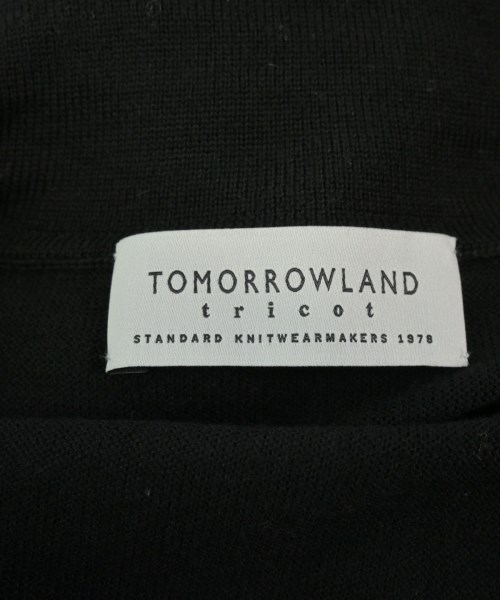 TOMORROWLAND
tricot
STANDARD KNITWEARMAKERS 1978